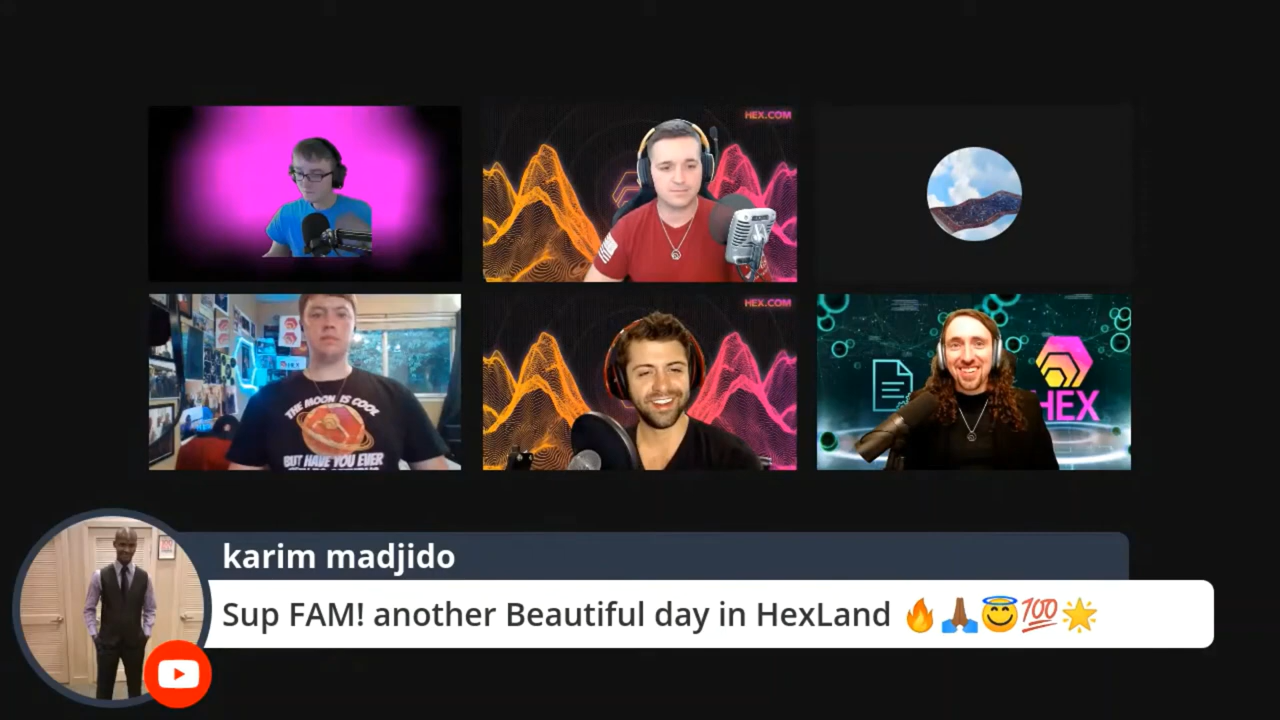 HEX.COM
HEX.COM
THE MOON IS COOL
BUT HAVE YOU EVER
HEX
karim madjido
Sup FAM! another Beautiful day in HexLand 🔥🙏🏾😇💯🌟